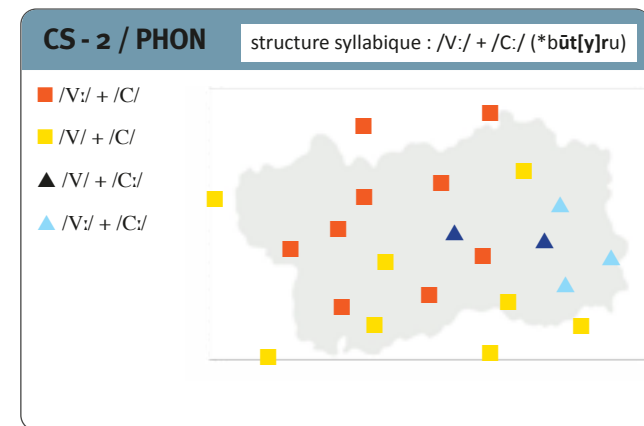 CS - 2 / PHON
structure syllabique : /V:/ + /C:/ (*būt[y]ru)
/V:/ + /C/
/V/ + /C/
/V/ + /C:/
/V:/ + /C:/